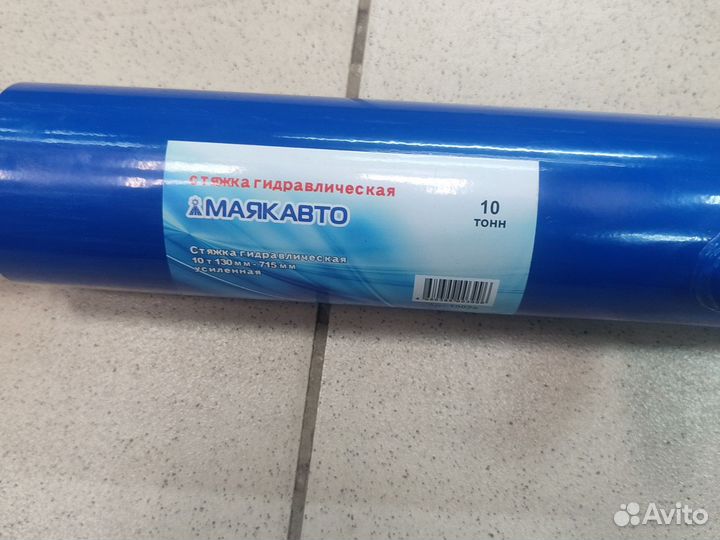 стяжка гидравлическая
МАЯКАВТО
10
тонн
Стяжка гидравлическая
10 т 130 мм - 715 мм
усиленная
Avito